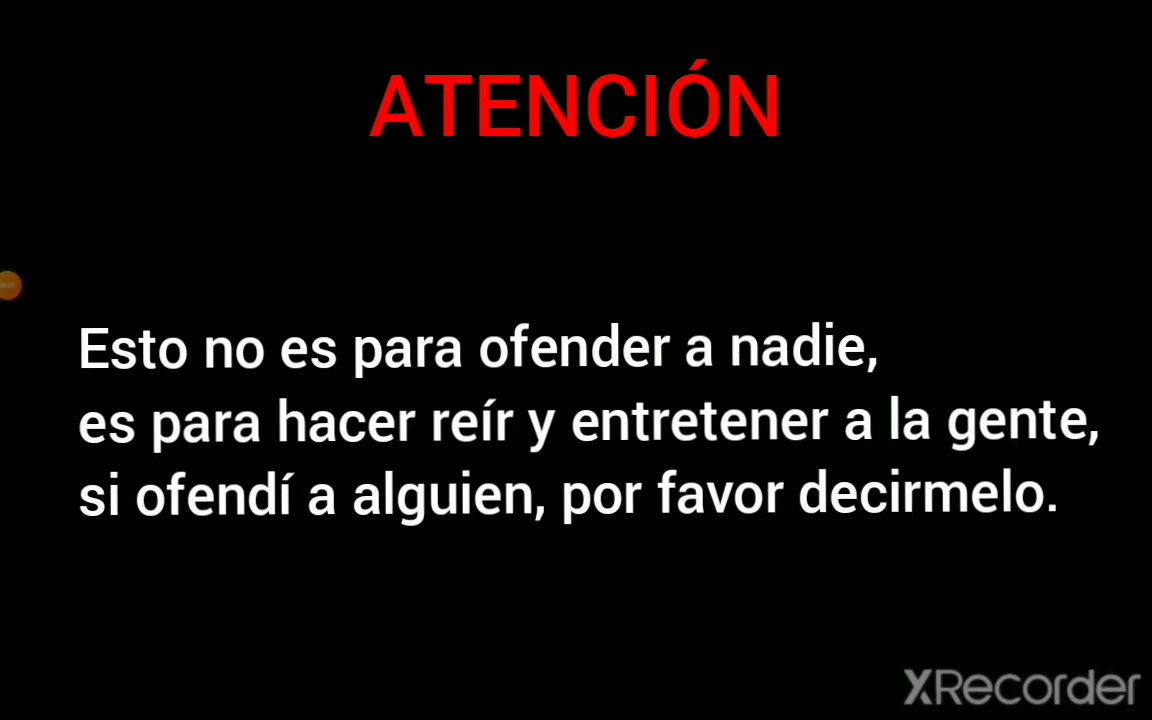 ATENCIÓN
Esto no es para ofender a nadie,
es para hacer reír y entretener a la gente,
si ofendí a alguien, por favor decirmelo.
XRecorder